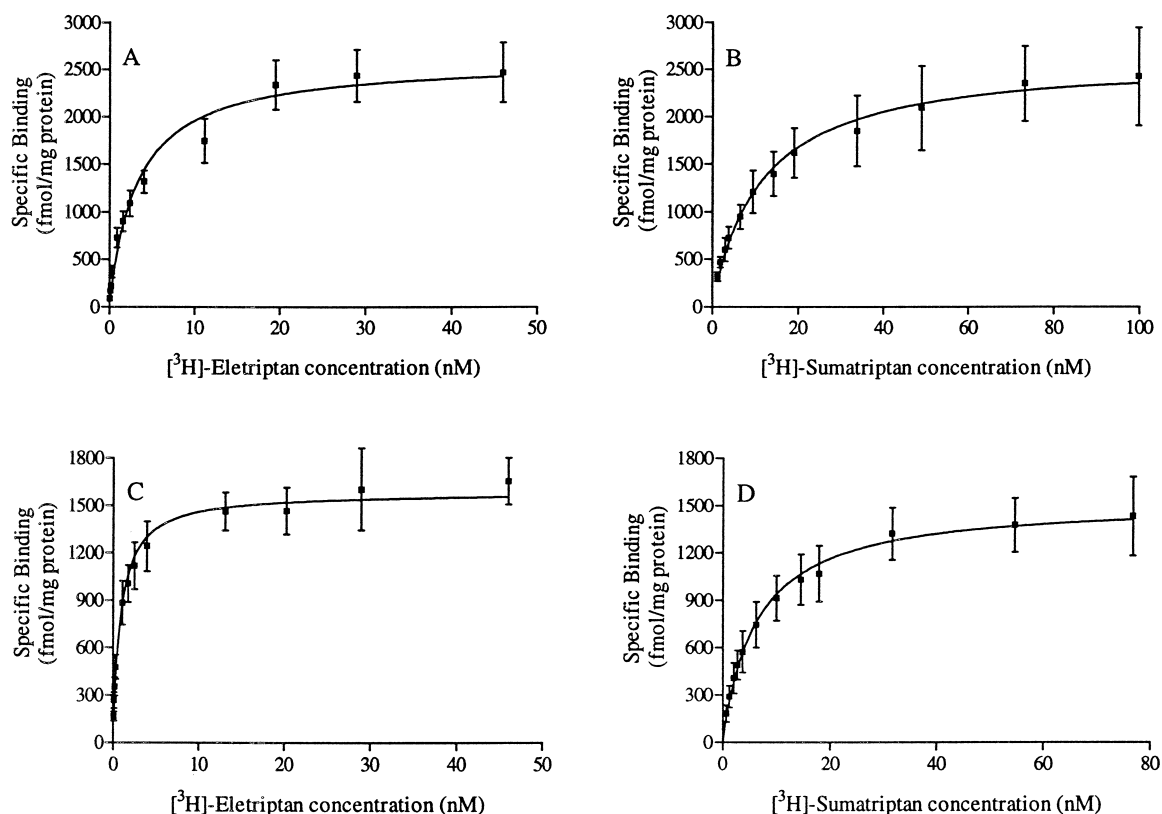 A
Specific Binding
(fmol/mg protein)
3000
2500
2000
1500
1000
500
0
0 10 20 30 40 50
[³H]-Eletriptan concentration (nM)
B
Specific Binding
(fmol/mg protein)
3000
2500
2000
1500
1000
500
0
0 20 40 60 80 100
[³H]-Sumatriptan concentration (nM)
C
Specific Binding
(fmol/mg protein)
1800
1500
1200
900
600
300
0
0 10 20 30 40 50
[³H]-Eletriptan concentration (nM)
D
Specific Binding
(fmol/mg protein)
1800
1500
1200
900
600
300
0
0 20 40 60 80
[³H]-Sumatriptan concentration (nM)